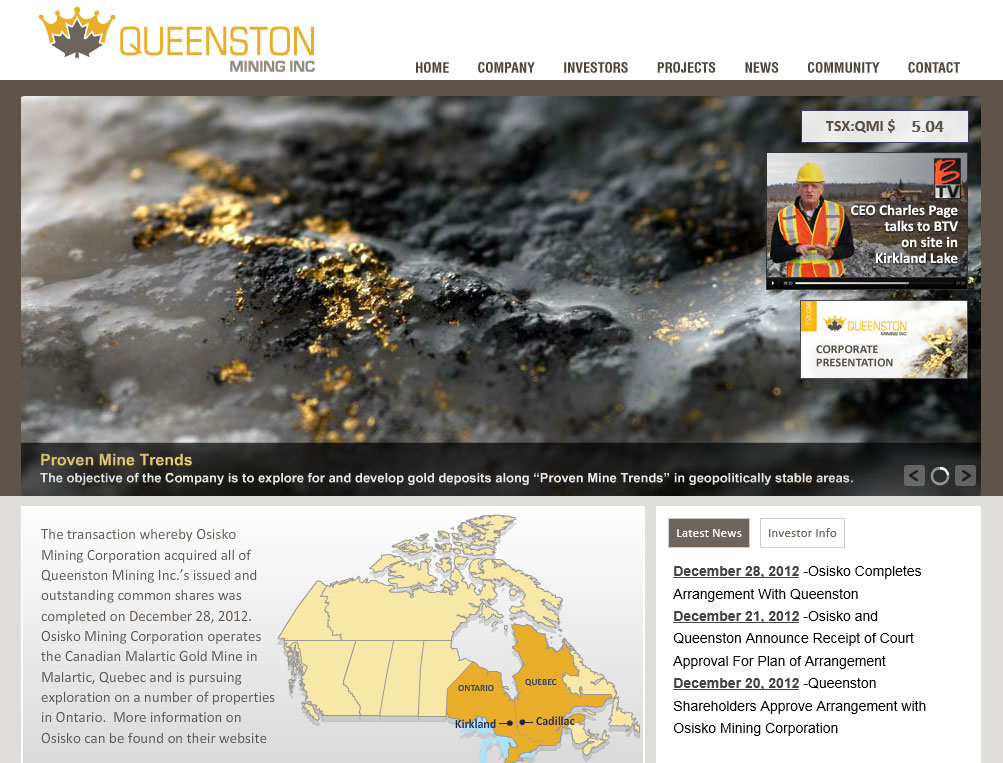 QUEENSTON
MINING INC
HOME COMPANY INVESTORS PROJECTS NEWS COMMUNITY CONTACT
TSX:QMI $ 5.04
B
TV
CEO Charles Page
talks to BTV
on site in
Kirkland Lake
QUEENSTON
MINING INC
CORPORATE
PRESENTATION
Proven Mine Trends
The objective of the Company is to explore for and develop gold deposits along “Proven Mine Trends” in geopolitically stable areas.
The transaction whereby Osisko
Mining Corporation acquired all of
Queenston Mining Inc.’s issued and
outstanding common shares was
completed on December 28, 2012.
Osisko Mining Corporation operates
the Canadian Malartic Gold Mine in
Malartic, Quebec and is pursuing
exploration on a number of properties
in Ontario. More information on
Osisko can be found on their website
ONTARIO
QUEBEC
Kirkland
Cadillac
Latest News Investor Info
December 28, 2012 -Osisko Completes
Arrangement With Queenston
December 21, 2012 -Osisko and
Queenston Announce Receipt of Court
Approval For Plan of Arrangement
December 20, 2012 -Queenston
Shareholders Approve Arrangement with
Osisko Mining Corporation